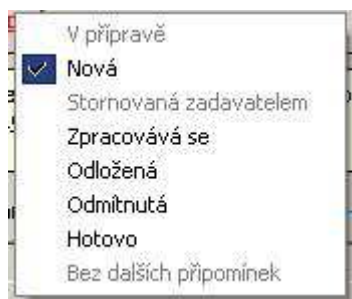 V přípravě
Nová
Stornovaná zadavatelem
Zpracovává se
Odložená
Odmítnutá
Hotovo
Bez dalších připomínek